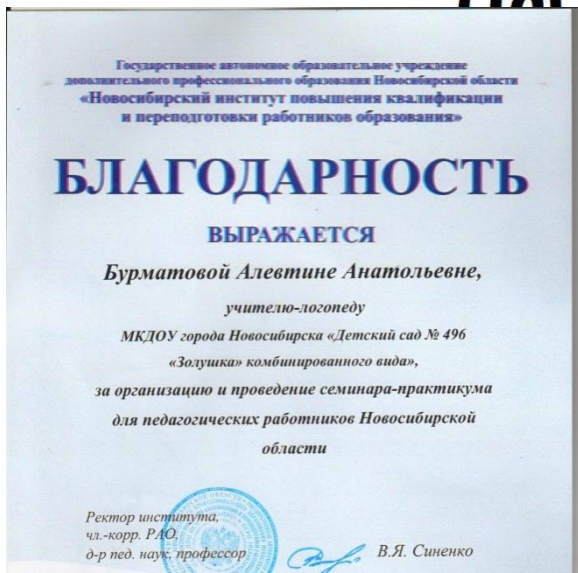 Государственное автономное образовательное учреждение
дополнительного профессионального образования Новосибирской области
«Новосибирский институт повышения квалификации
и переподготовки работников образования»
БЛАГОДАРНОСТЬ
ВЫРАЖАЕТСЯ
Бурматовой Алевтине Анатольевне,
учителю-логопеду
МКДОУ города Новосибирска «Детский сад № 496
«Золушка» комбинированного вида»,
за организацию и проведение семинара-практикума
для педагогических работников Новосибирской
области
Ректор института,
чл.-корр. РАО,
д-р пед. наук, профессор
В.Я. Синенко